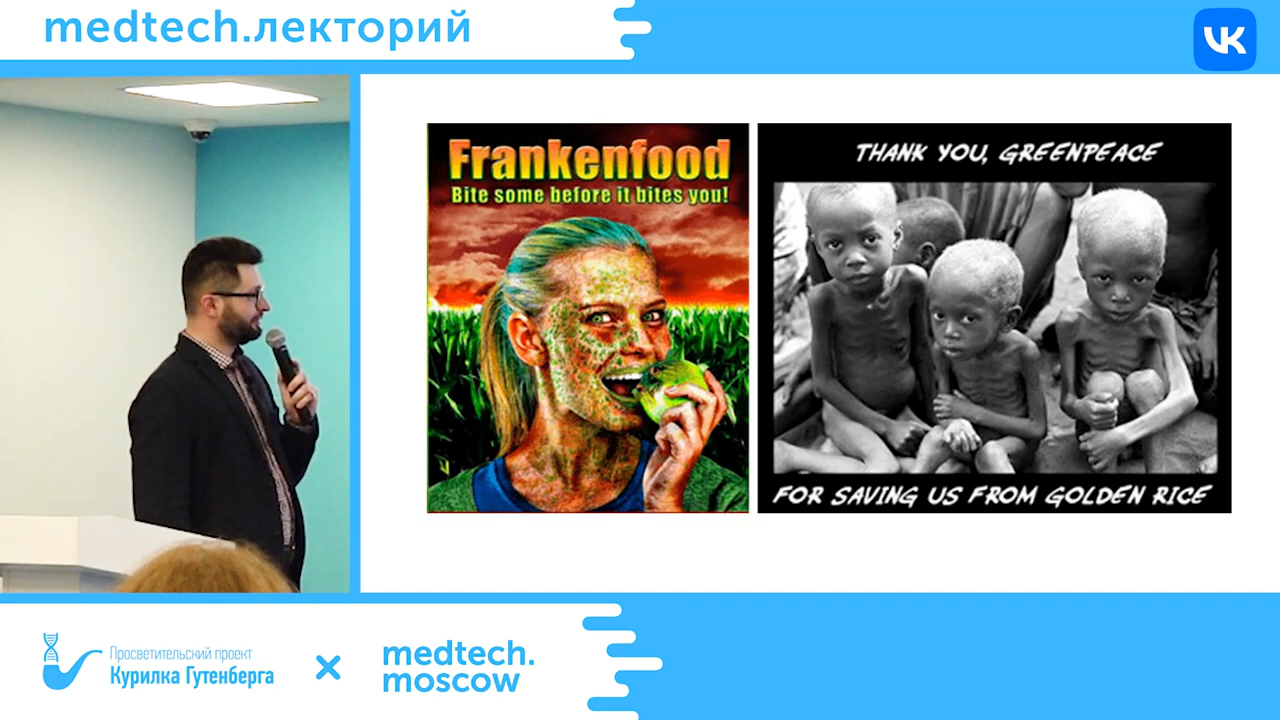 medtech.лекторий
VK
Frankenfood
Bite some before it bites you!
THANK YOU, GREENPEACE
FOR SAVING US FROM GOLDEN RICE
Просветительский проект
Курилка Гутенберга
×
medtech.
moscow